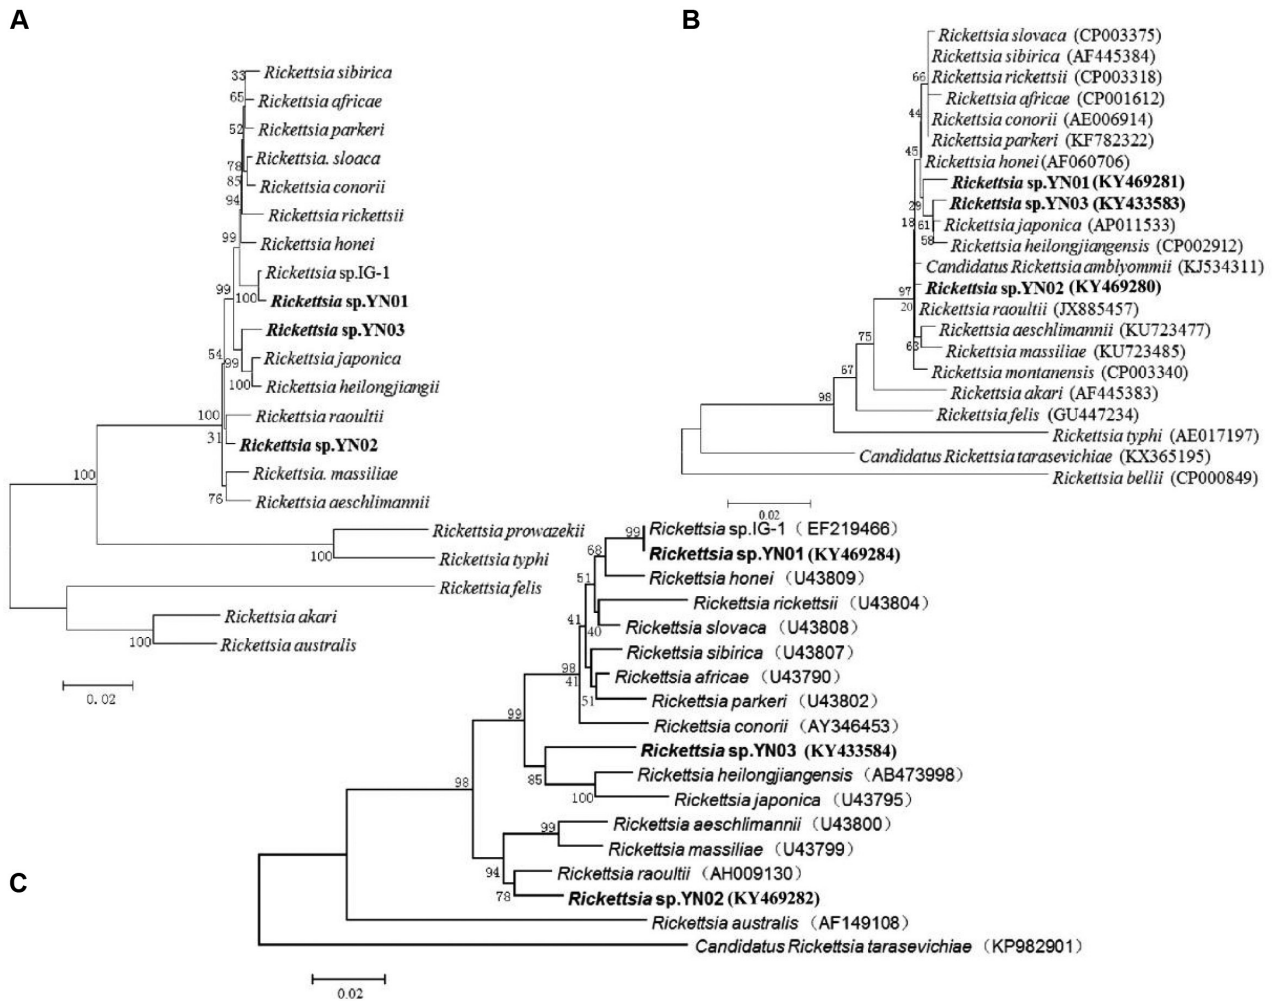 A
33
Rickettsia sibirica
65
Rickettsia africae
52
Rickettsia parkeri
78
Rickettsia. sloaca
85
Rickettsia conorii
94
Rickettsia rickettsii
99
Rickettsia honei
Rickettsia sp.IG-1
99
100
Rickettsia sp.YN01
Rickettsia sp.YN03
54
99
Rickettsia japonica
100
Rickettsia heilongjiangii
100
Rickettsia raoultii
31
Rickettsia sp.YN02
Rickettsia. massiliae
76
Rickettsia aeschlimannii
100
Rickettsia prowazekii
100
Rickettsia typhi
Rickettsia felis
Rickettsia akari
100
Rickettsia australis
0.02
B
Rickettsia slovaca (CP003375)
Rickettsia sibirica (AF445384)
66
Rickettsia rickettsii (CP003318)
Rickettsia africae (CP001612)
44
Rickettsia conorii (AE006914)
Rickettsia parkeri (KF782322)
45
Rickettsia honei (AF060706)
Rickettsia sp.YN01 (KY469281)
29
Rickettsia sp.YN03 (KY433583)
18
61
Rickettsia japonica (AP011533)
58
Rickettsia heilongjiangensis (CP002912)
Candidatus Rickettsia amblyommii (KJ534311)
97
Rickettsia sp.YN02 (KY469280)
20
Rickettsia raoultii (JX885457)
75
Rickettsia aeschlimannii (KU723477)
63
Rickettsia massiliae (KU723485)
67
Rickettsia montanensis (CP003340)
Rickettsia akari (AF445383)
98
Rickettsia felis (GU447234)
Rickettsia typhi (AE017197)
Candidatus Rickettsia tarasevichiae (KX365195)
Rickettsia bellii (CP000849)
0.02
C
99
Rickettsia sp.IG-1 (EF219466)
68
Rickettsia sp.YN01 (KY469284)
51
Rickettsia honei (U43809)
Rickettsia rickettsii (U43804)
41
40
Rickettsia slovaca (U43808)
Rickettsia sibirica (U43807)
98
41
Rickettsia africae (U43790)
51
Rickettsia parkeri (U43802)
99
Rickettsia conorii (AY346453)
Rickettsia sp.YN03 (KY433584)
98
85
Rickettsia heilongjiangensis (AB473998)
100
Rickettsia japonica (U43795)
99
Rickettsia aeschlimannii (U43800)
Rickettsia massiliae (U43799)
94
Rickettsia raoultii (AH009130)
78
Rickettsia sp.YN02 (KY469282)
Rickettsia australis (AF149108)
Candidatus Rickettsia tarasevichiae (KP982901)
0.02